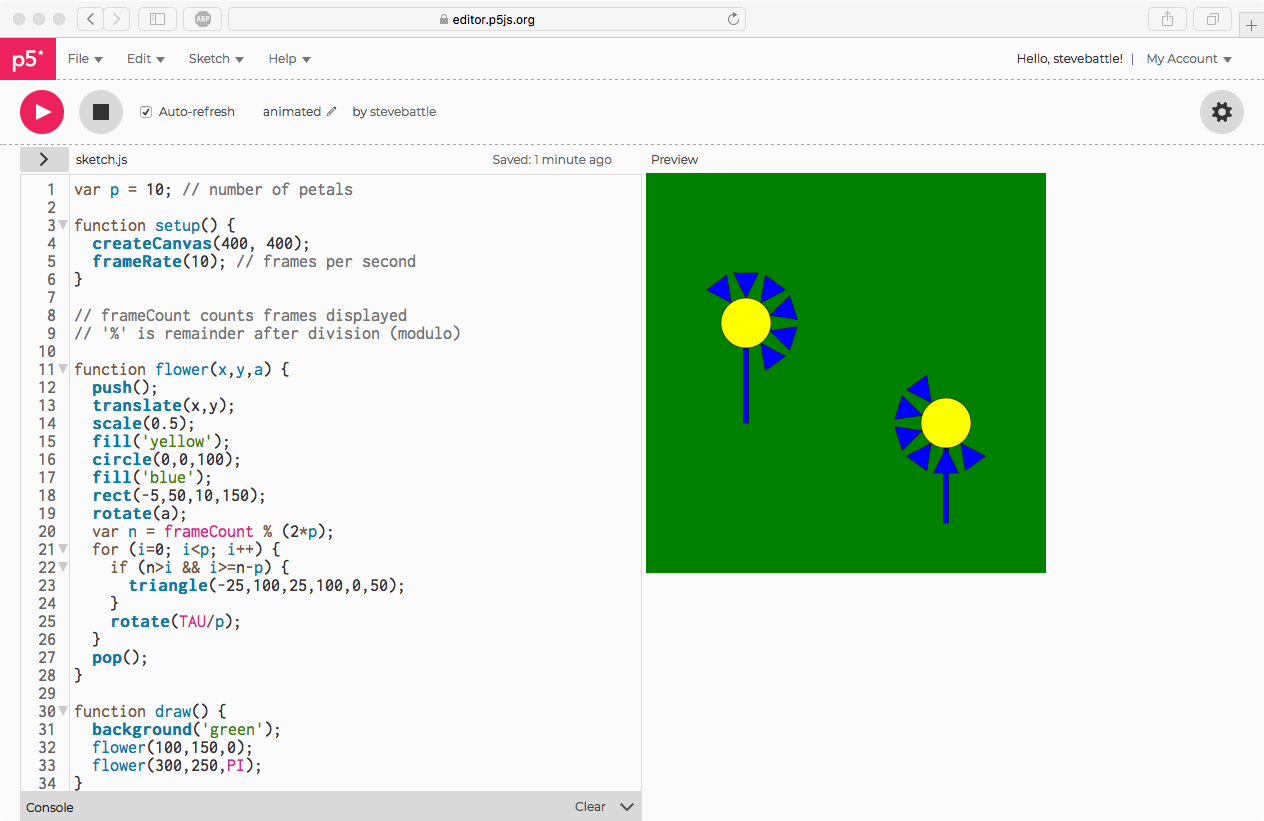 ABP
editor.p5js.org
p5*
File
Edit
Sketch
Help
Hello, stevebattle! | My Account
Auto-refresh
animated
by stevebattle
sketch.js
Saved: 1 minute ago
Preview
1 var p = 10; // number of petals
2
3 function setup() {
4 createCanvas(400, 400);
5 frameRate(10); // frames per second
6 }
7
8 // frameCount counts frames displayed
9 // '%' is remainder after division (modulo)
10
11 function flower(x,y,a) {
12 push();
13 translate(x,y);
14 scale(0.5);
15 fill('yellow');
16 circle(0,0,100);
17 fill('blue');
18 rect(-5,50,10,150);
19 rotate(a);
20 var n = frameCount % (2*p);
21 for (i=0; i<p; i++) {
22 if (n>i && i>=n-p) {
23 triangle(-25,100,25,100,0,50);
24 }
25 rotate(TAU/p);
26 }
27 pop();
28 }
29
30 function draw() {
31 background('green');
32 flower(100,150,0);
33 flower(300,250,PI);
34 }
Console
Clear